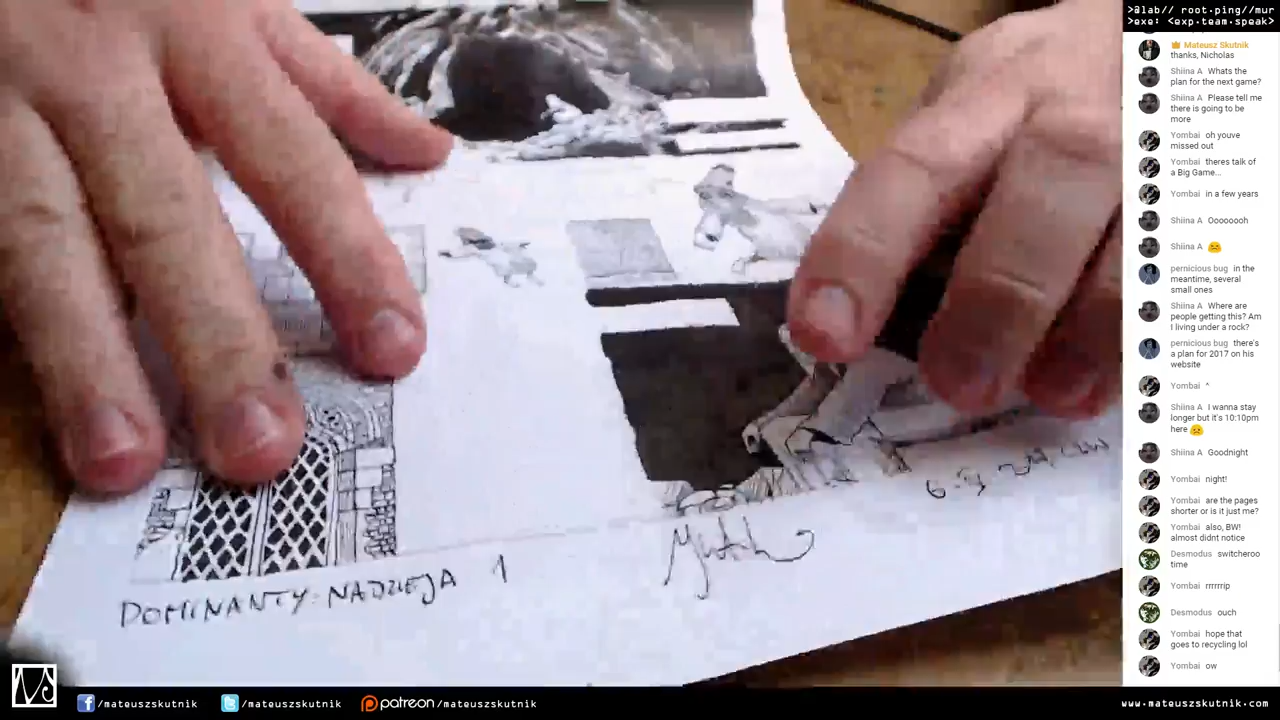 >@lab// root.ping//mur
>exe: <exp.team.speak>
Mateusz Skutnik
thanks, Nicholas
Shiina A Whats the
plan for the next game?
Shiina A Please tell me
there is going to be
more
Yombai oh youve
missed out
Yombai theres talk of
a Big Game...
Yombai in a few years
Shiina A Ooooooh
Shiina A 😖
pernicious bug in the
meantime, several
small ones
Shiina A Where are
people getting this? Am
I living under a rock?
pernicious bug there's
a plan for 2017 on his
website
Yombai ^
Shiina A I wanna stay
longer but it's 10:10pm
here 😖
Shiina A Goodnight
Yombai night!
Yombai are the pages
shorter or is it just me?
Yombai also, BW!
almost didnt notice
Desmodus switcheroo
time
Yombai rrrrrrip
Desmodus ouch
Yombai hope that
goes to recycling lol
Yombai ow
DOMINANTY: NADZIEJA 1
/mateuszskutnik
/mateuszskutnik
patreon/mateuszskutnik
www.mateuszskutnik.com